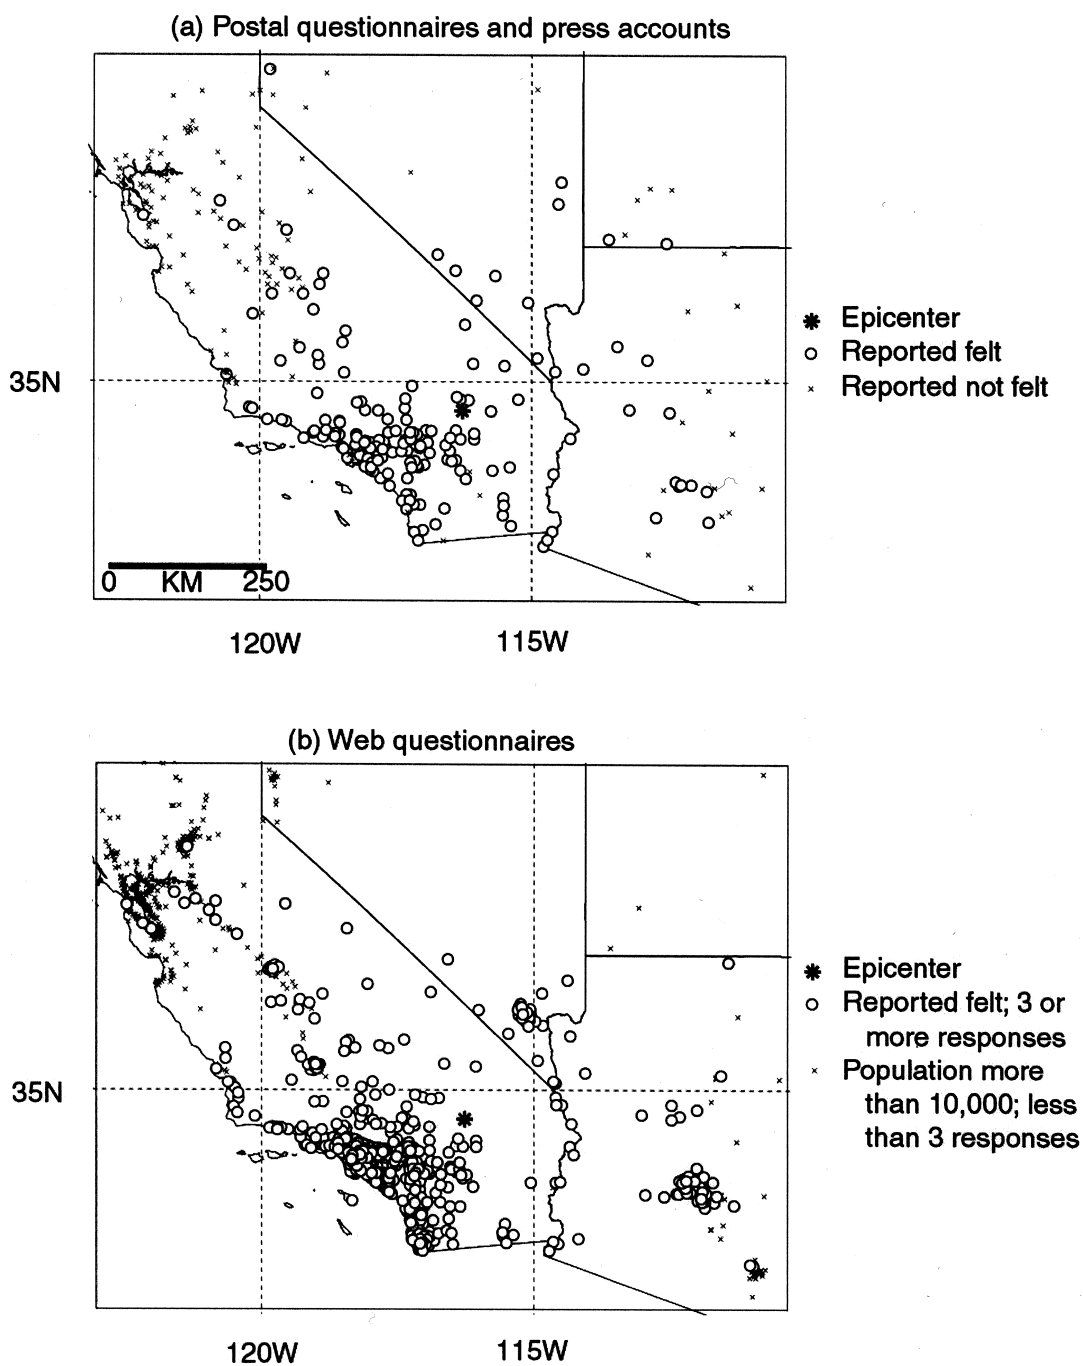 (a) Postal questionnaires and press accounts
Epicenter
Reported felt
35N
Reported not felt
0 KM 250
120W 115W
(b) Web questionnaires
Epicenter
Reported felt; 3 or
more responses
Population more
35N
than 10,000; less
than 3 responses
120W 115W